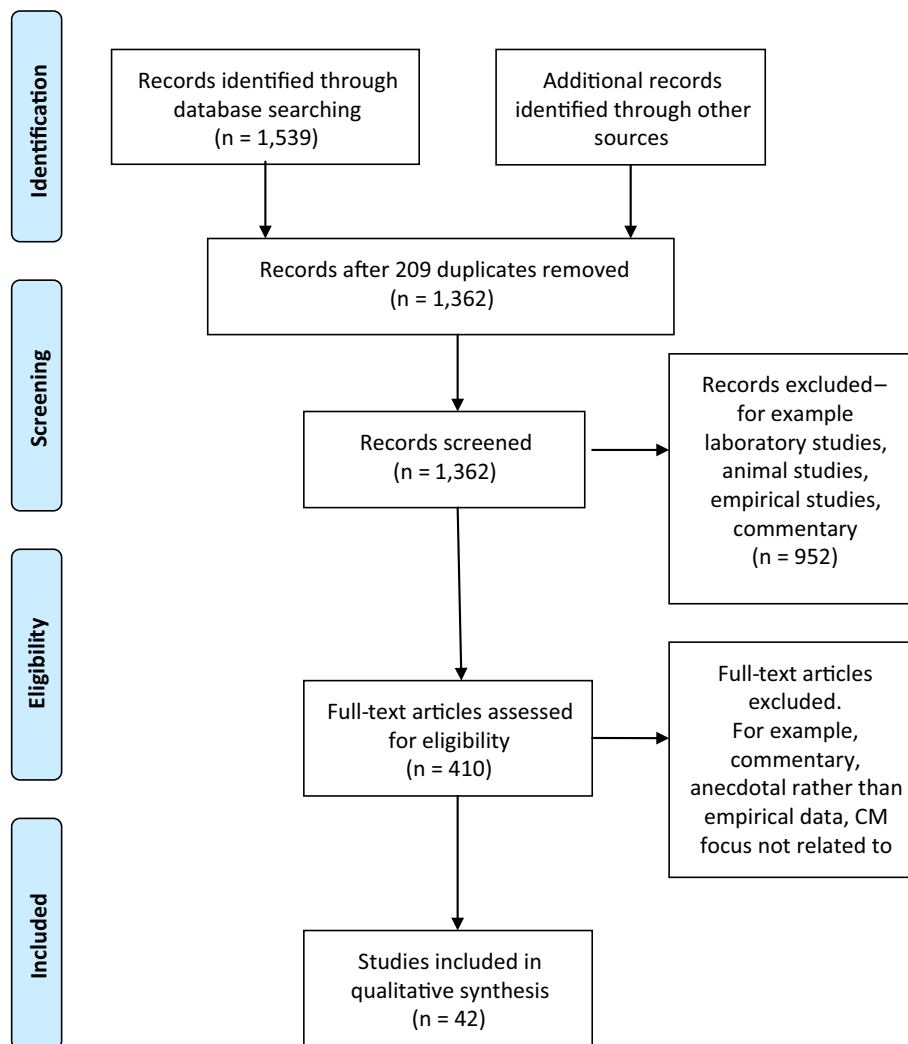 Identification
Records identified through
database searching
(n = 1,539)
Additional records
identified through other
sources
Records after 209 duplicates removed
(n = 1,362)
Screening
Records screened
(n = 1,362)
Records excluded–
for example
laboratory studies,
animal studies,
empirical studies,
commentary
(n = 952)
Eligibility
Full-text articles assessed
for eligibility
(n = 410)
Full-text articles
excluded.
For example,
commentary,
anecdotal rather than
empirical data, CM
focus not related to
Included
Studies included in
qualitative synthesis
(n = 42)